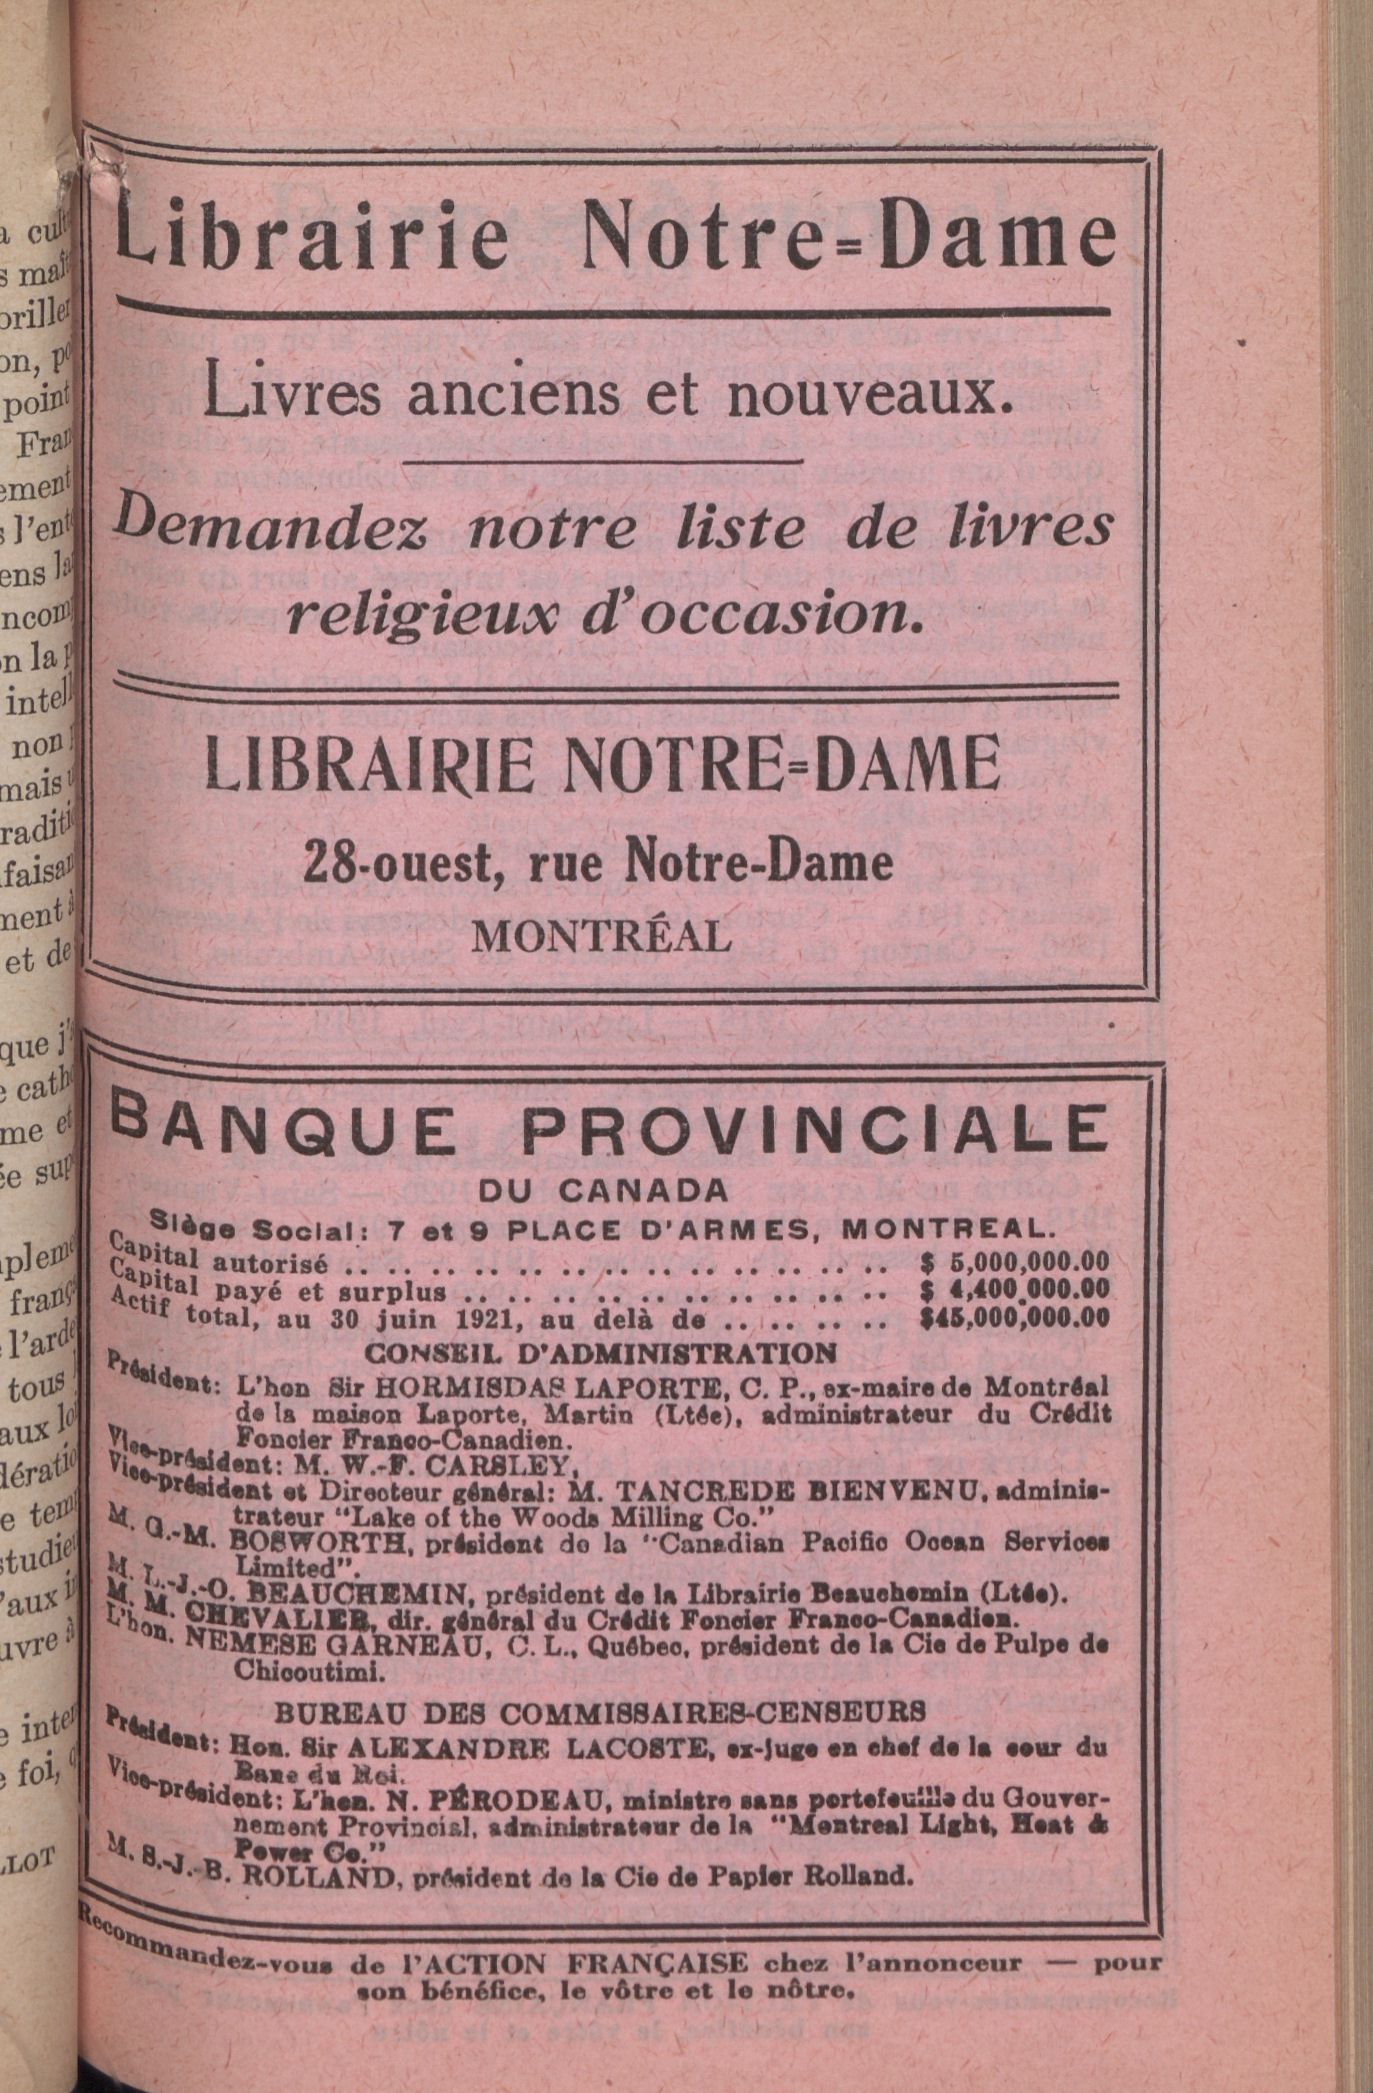 Librairie Notre=Dame
Livres anciens et nouveaux.
Demandez notre liste de livres
religieux d'occasion.
LIBRAIRIE NOTRE=DAME
28-ouest, rue Notre-Dame
MONTRÉAL
BANQUE PROVINCIALE
DU CANADA
Siège Social: 7 et 9 PLACE D'ARMES, MONTREAL.
Capital autorisé .. .. .. .. .. .. .. .. .. .. .. .. .. $ 5,000,000.00
Capital payé et surplus .. .. .. .. .. .. .. .. .. .. $ 4,400,000.00
Actif total, au 30 juin 1921, au delà de .. .. .. .. $45,000,000.00
CONSEIL D'ADMINISTRATION
Président: L'hon Sir HORMISDAS LAPORTE, C. P., ex-maire de Montréal
de la maison Laporte, Martin (Ltée), administrateur du Crédit
Foncier Franco-Canadien.
Vice-président: M. W.-F. CARSLEY,
Vice-président et Directeur général: M. TANCREDE BIENVENU, adminis-
trateur "Lake of the Woods Milling Co."
M. G.-M. BOSWORTH, président de la "Canadian Pacific Ocean Services
Limited".
M. L.-J.-O. BEAUCHEMIN, président de la Librairie Beauchemin (Ltée).
M. M. CHEVALIER, dir. général du Crédit Foncier Franco-Canadien.
L'hon. NEMESE GARNEAU, C. L., Québec, président de la Cie de Pulpe de
Chicoutimi.
BUREAU DES COMMISSAIRES-CENSEURS
Président: Hon. Sir ALEXANDRE LACOSTE, ex-juge en chef de la cour du
Banc du Roi.
Vice-président: L'hon. N. PÉRODEAU, ministre sans portefeuille du Gouver-
nement Provincial, administrateur de la "Montreal Light, Heat &
Power Co."
M. S.-J.-B. ROLLAND, président de la Cie de Papier Rolland.
Recommandez-vous de l'ACTION FRANÇAISE chez l'annonceur — pour
son bénéfice, le vôtre et le nôtre.